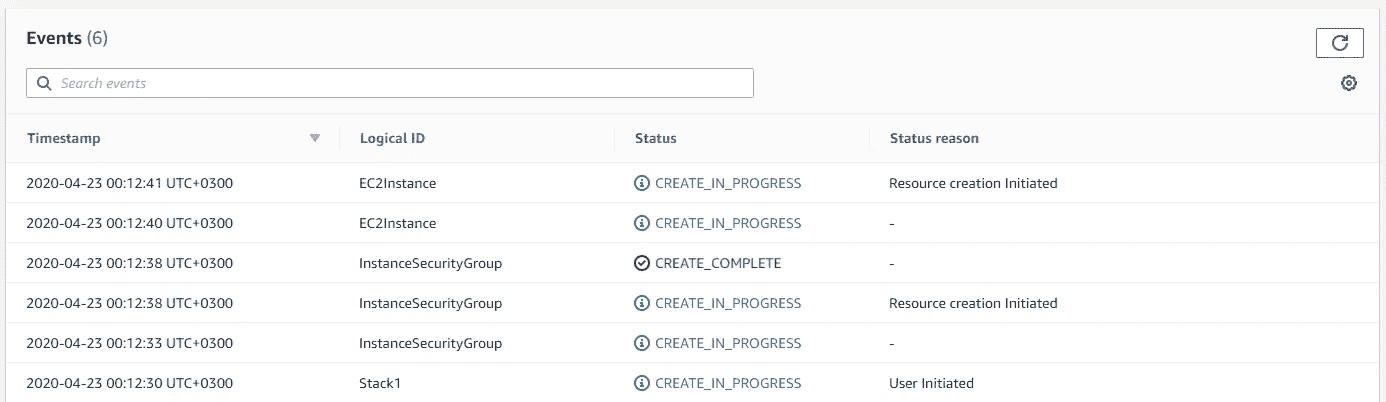 Events (6)
Search events
Timestamp Logical ID Status Status reason
2020-04-23 00:12:41 UTC+0300 EC2Instance CREATE_IN_PROGRESS Resource creation Initiated
2020-04-23 00:12:40 UTC+0300 EC2Instance CREATE_IN_PROGRESS -
2020-04-23 00:12:38 UTC+0300 InstanceSecurityGroup CREATE_COMPLETE -
2020-04-23 00:12:38 UTC+0300 InstanceSecurityGroup CREATE_IN_PROGRESS Resource creation Initiated
2020-04-23 00:12:33 UTC+0300 InstanceSecurityGroup CREATE_IN_PROGRESS -
2020-04-23 00:12:30 UTC+0300 Stack1 CREATE_IN_PROGRESS User Initiated